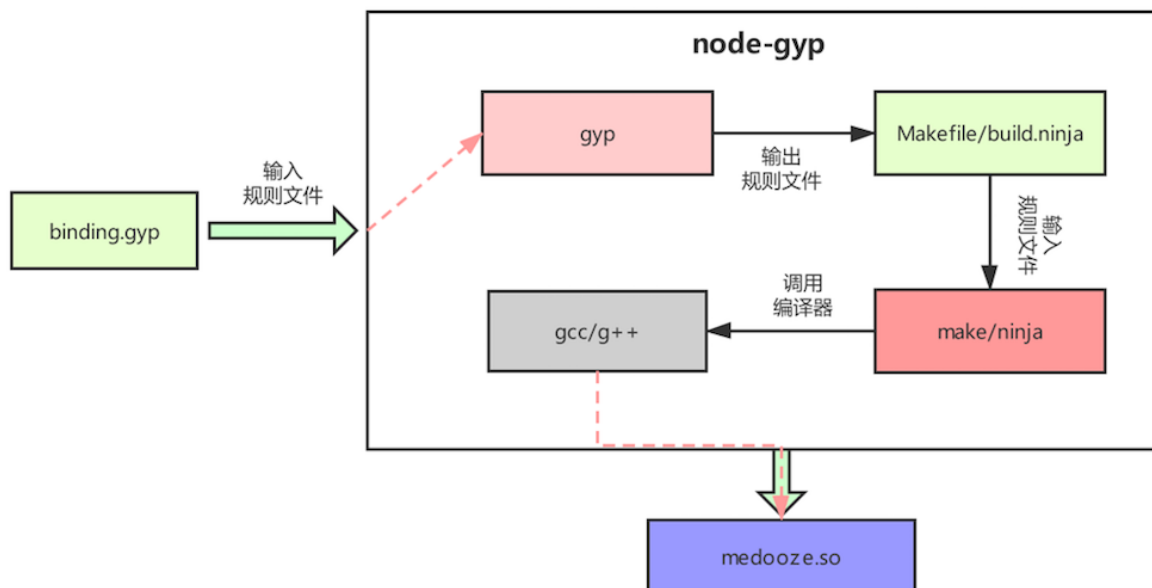 node-gyp
gyp
输出
规则文件
Makefile/build.ninja
输入
规则文件
binding.gyp
输入
规则文件
调用
编译器
gcc/g++
make/ninja
medooze.so